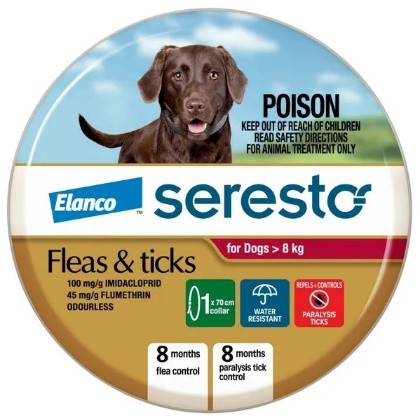 POISON
KEEP OUT OF REACH OF CHILDREN
READ SAFETY DIRECTIONS
FOR ANIMAL TREATMENT ONLY
Elanco™
seresto
for Dogs > 8 kg
Fleas & ticks
100 mg/g IMIDACLOPRID
45 mg/g FLUMETHRIN
ODOURLESS
1 x 70 cm
collar
WATER
RESISTANT
REPELS + CONTROLS
PARALYSIS
TICKS
8 months
flea control
8 months
paralysis tick
control